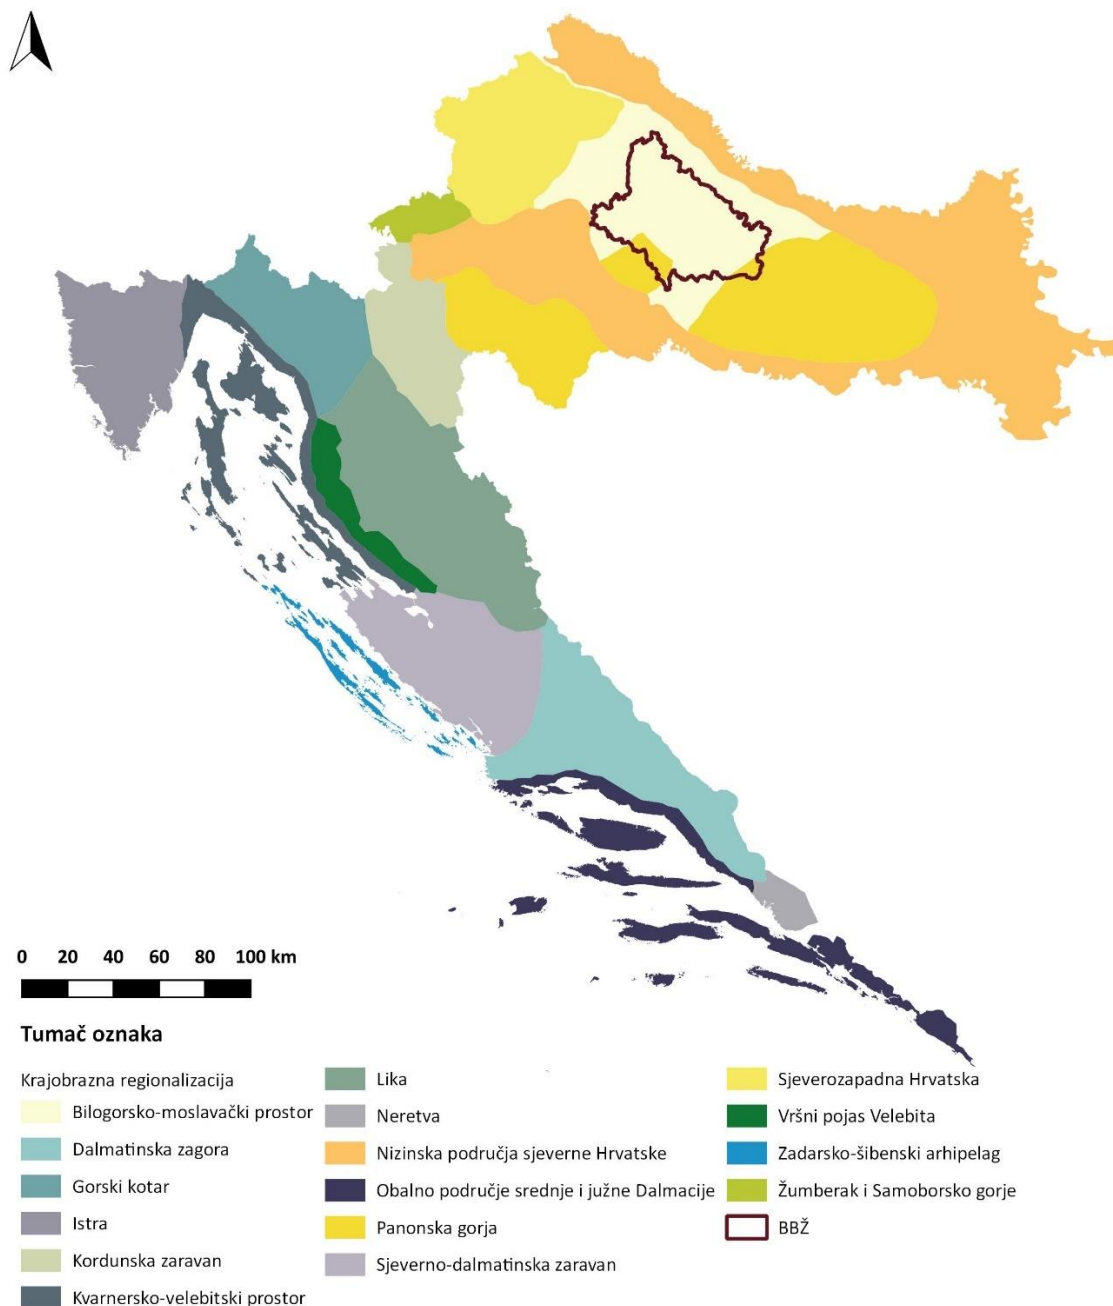 0 20 40 60 80 100 km
Tumač oznaka
Krajobrazna regionalizacija
Bilogorsko-moslavački prostor
Dalmatinska zagora
Gorski kotar
Istra
Kordunska zaravan
Kvarnersko-velebitski prostor
Lika
Neretva
Nizinska područja sjeverne Hrvatske
Obalno područje srednje i južne Dalmacije
Panonska gorja
Sjeverno-dalmatinska zaravan
Sjeverozapadna Hrvatska
Vršni pojas Velebita
Zadarsko-šibenski arhipelag
Žumberak i Samoborsko gorje
BBŽ